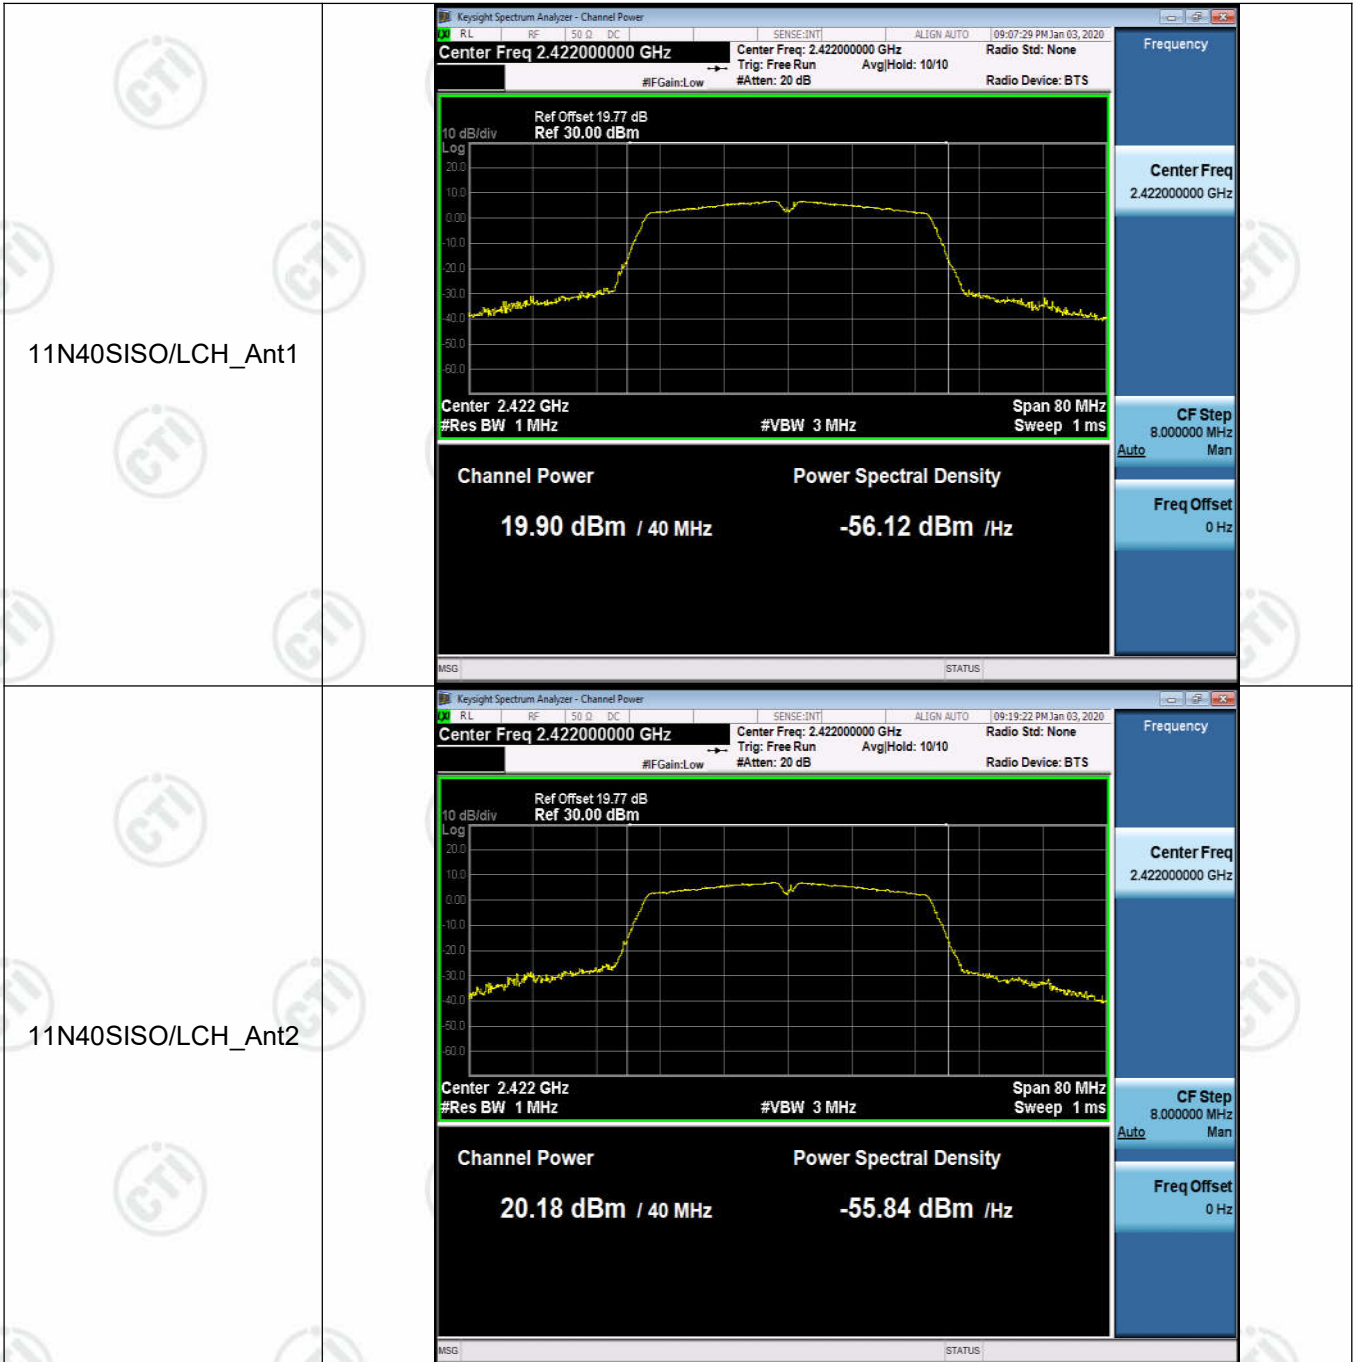 Keysight Spectrum Analyzer - Channel Power
RL RF 50 Ω DC SENSE:INT ALIGN AUTO 09:07:29 PM Jan 03, 2020
Center Freq 2.422000000 GHz
Center Freq: 2.422000000 GHz Radio Std: None
Trig: Free Run Avg|Hold: 10/10
#IFGain:Low #Atten: 20 dB Radio Device: BTS
Frequency
Ref Offset 19.77 dB
10 dB/div Ref 30.00 dBm
Log
20.0
10.0
0.00
-10.0
-20.0
-30.0
-40.0
-50.0
-60.0
Center Freq
2.422000000 GHz
11N40SISO/LCH_Ant1
Center 2.422 GHz Span 80 MHz
#Res BW 1 MHz #VBW 3 MHz Sweep 1 ms
CF Step
8.000000 MHz
Auto Man
Channel Power Power Spectral Density
19.90 dBm / 40 MHz -56.12 dBm /Hz
Freq Offset
0 Hz
MSG STATUS
Keysight Spectrum Analyzer - Channel Power
RL RF 50 Ω DC SENSE:INT ALIGN AUTO 09:19:22 PM Jan 03, 2020
Center Freq 2.422000000 GHz
Center Freq: 2.422000000 GHz Radio Std: None
Trig: Free Run Avg|Hold: 10/10
#IFGain:Low #Atten: 20 dB Radio Device: BTS
Frequency
Ref Offset 19.77 dB
10 dB/div Ref 30.00 dBm
Log
20.0
10.0
0.00
-10.0
-20.0
-30.0
-40.0
-50.0
-60.0
Center Freq
2.422000000 GHz
11N40SISO/LCH_Ant2
Center 2.422 GHz Span 80 MHz
#Res BW 1 MHz #VBW 3 MHz Sweep 1 ms
CF Step
8.000000 MHz
Auto Man
Channel Power Power Spectral Density
20.18 dBm / 40 MHz -55.84 dBm /Hz
Freq Offset
0 Hz
MSG STATUS
CTI